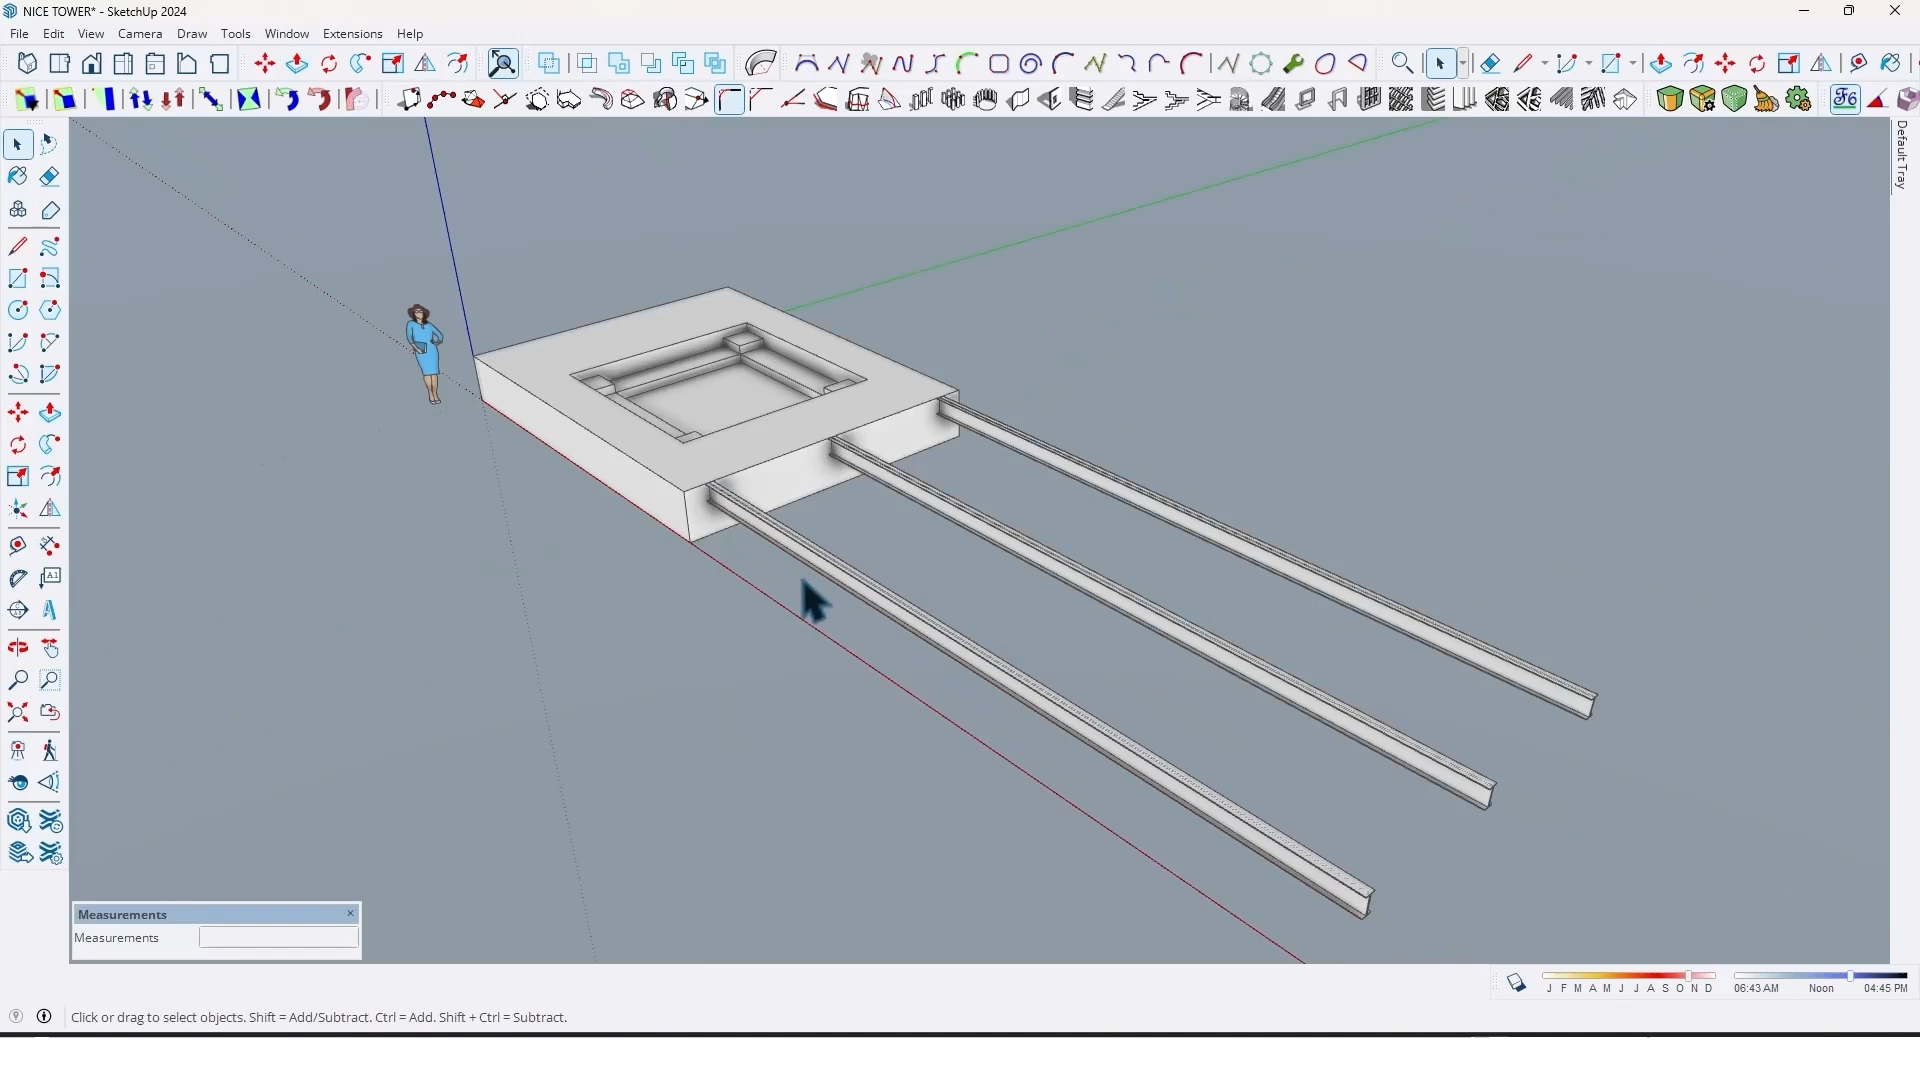 NICE TOWER* - SketchUp 2024
File Edit View Camera Draw Tools Window Extensions Help
Default Tray
A1
Measurements
Measurements
J F M A M J J A S O N D
06:43 AM Noon 04:45 PM
Click or drag to select objects. Shift = Add/Subtract. Ctrl = Add. Shift + Ctrl = Subtract.